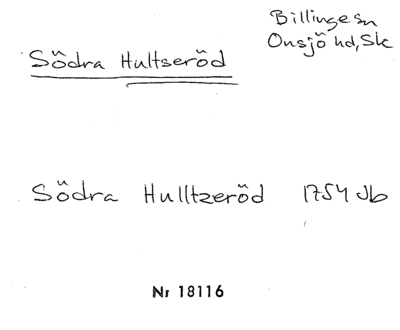 Billinge sn
Onsjö hd, Sk
Södra Hultseröd
Södra Hulltzeröd 1754 Jb
Nr 18116